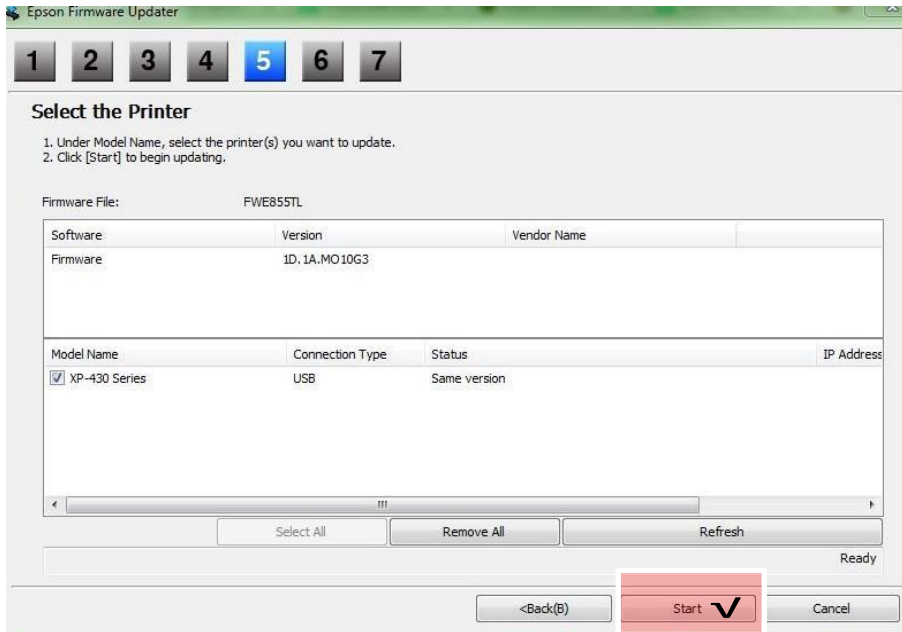 Epson Firmware Updater
1 2 3 4 5 6 7
Select the Printer
1. Under Model Name, select the printer(s) you want to update.
2. Click [Start] to begin updating.
Firmware File: FWE855TL
Software Version Vendor Name
Firmware 1D.1A.MO10G3
Model Name Connection Type Status IP Address
XP-430 Series USB Same version
Select All Remove All Refresh
Ready
<Back(B) Start Cancel